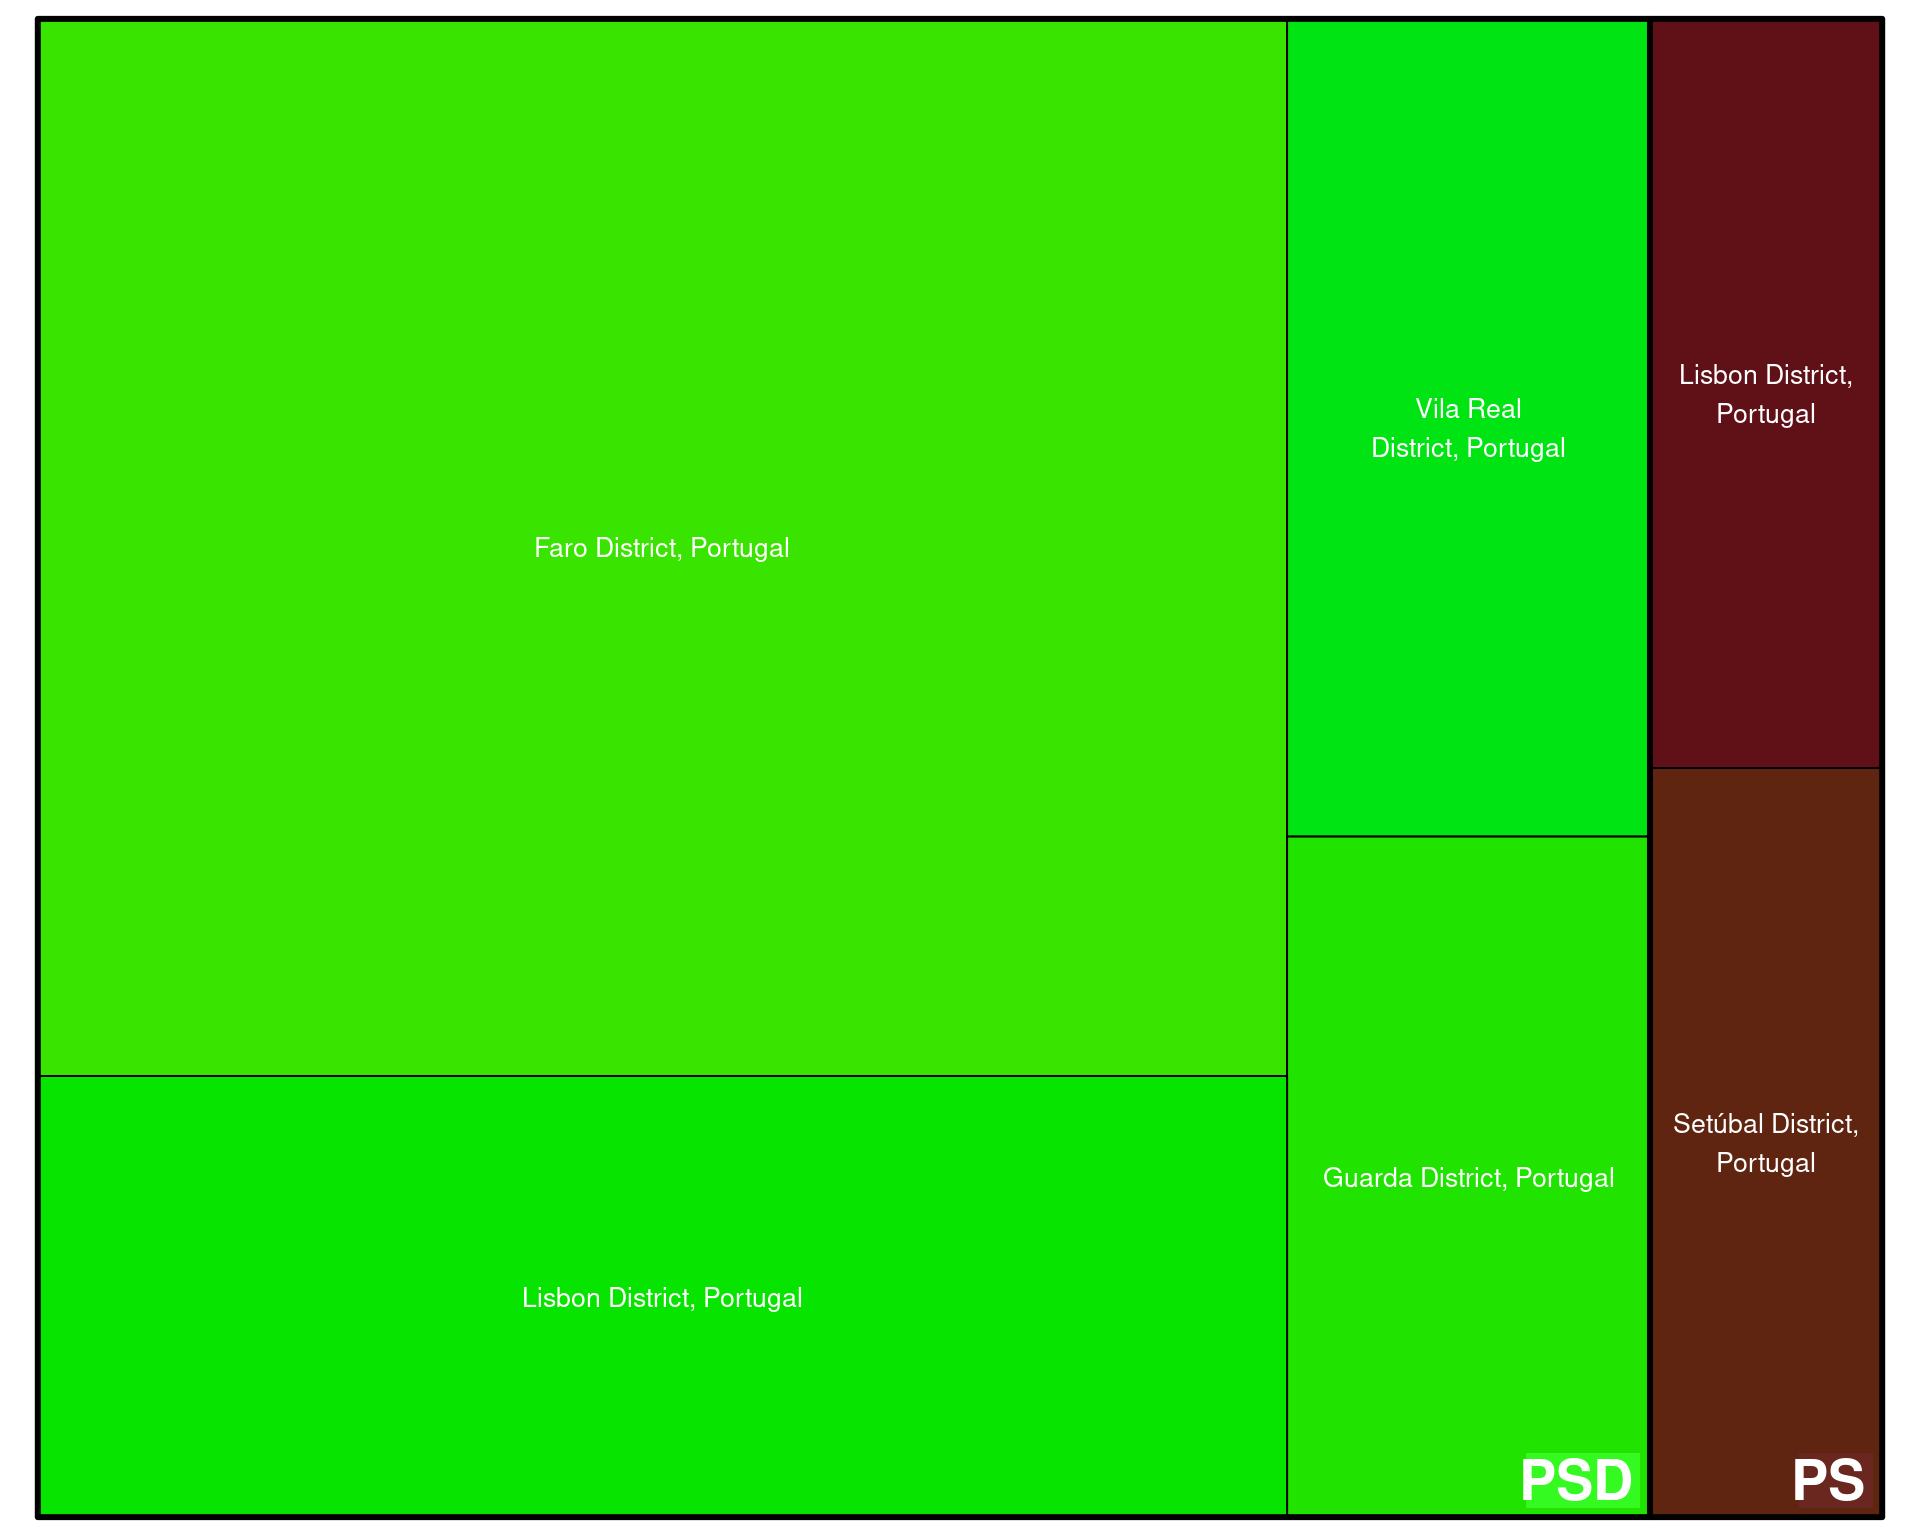 Faro District, Portugal
Lisbon District, Portugal
Vila Real
District, Portugal
Guarda District, Portugal
PSD
Lisbon District,
Portugal
Setúbal District,
Portugal
PS